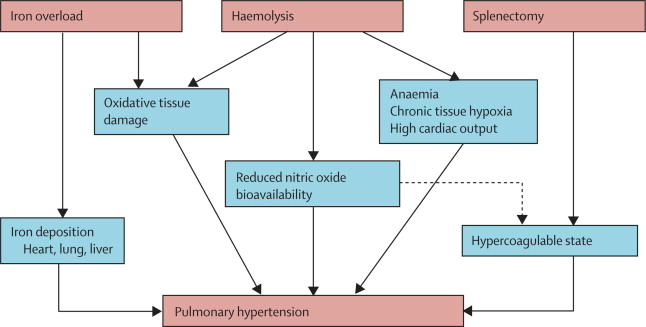 Iron overload
Haemolysis
Splenectomy
Oxidative tissue
damage
Anaemia
Chronic tissue hypoxia
High cardiac output
Reduced nitric oxide
bioavailability
Iron deposition
Heart, lung, liver
Hypercoagulable state
Pulmonary hypertension